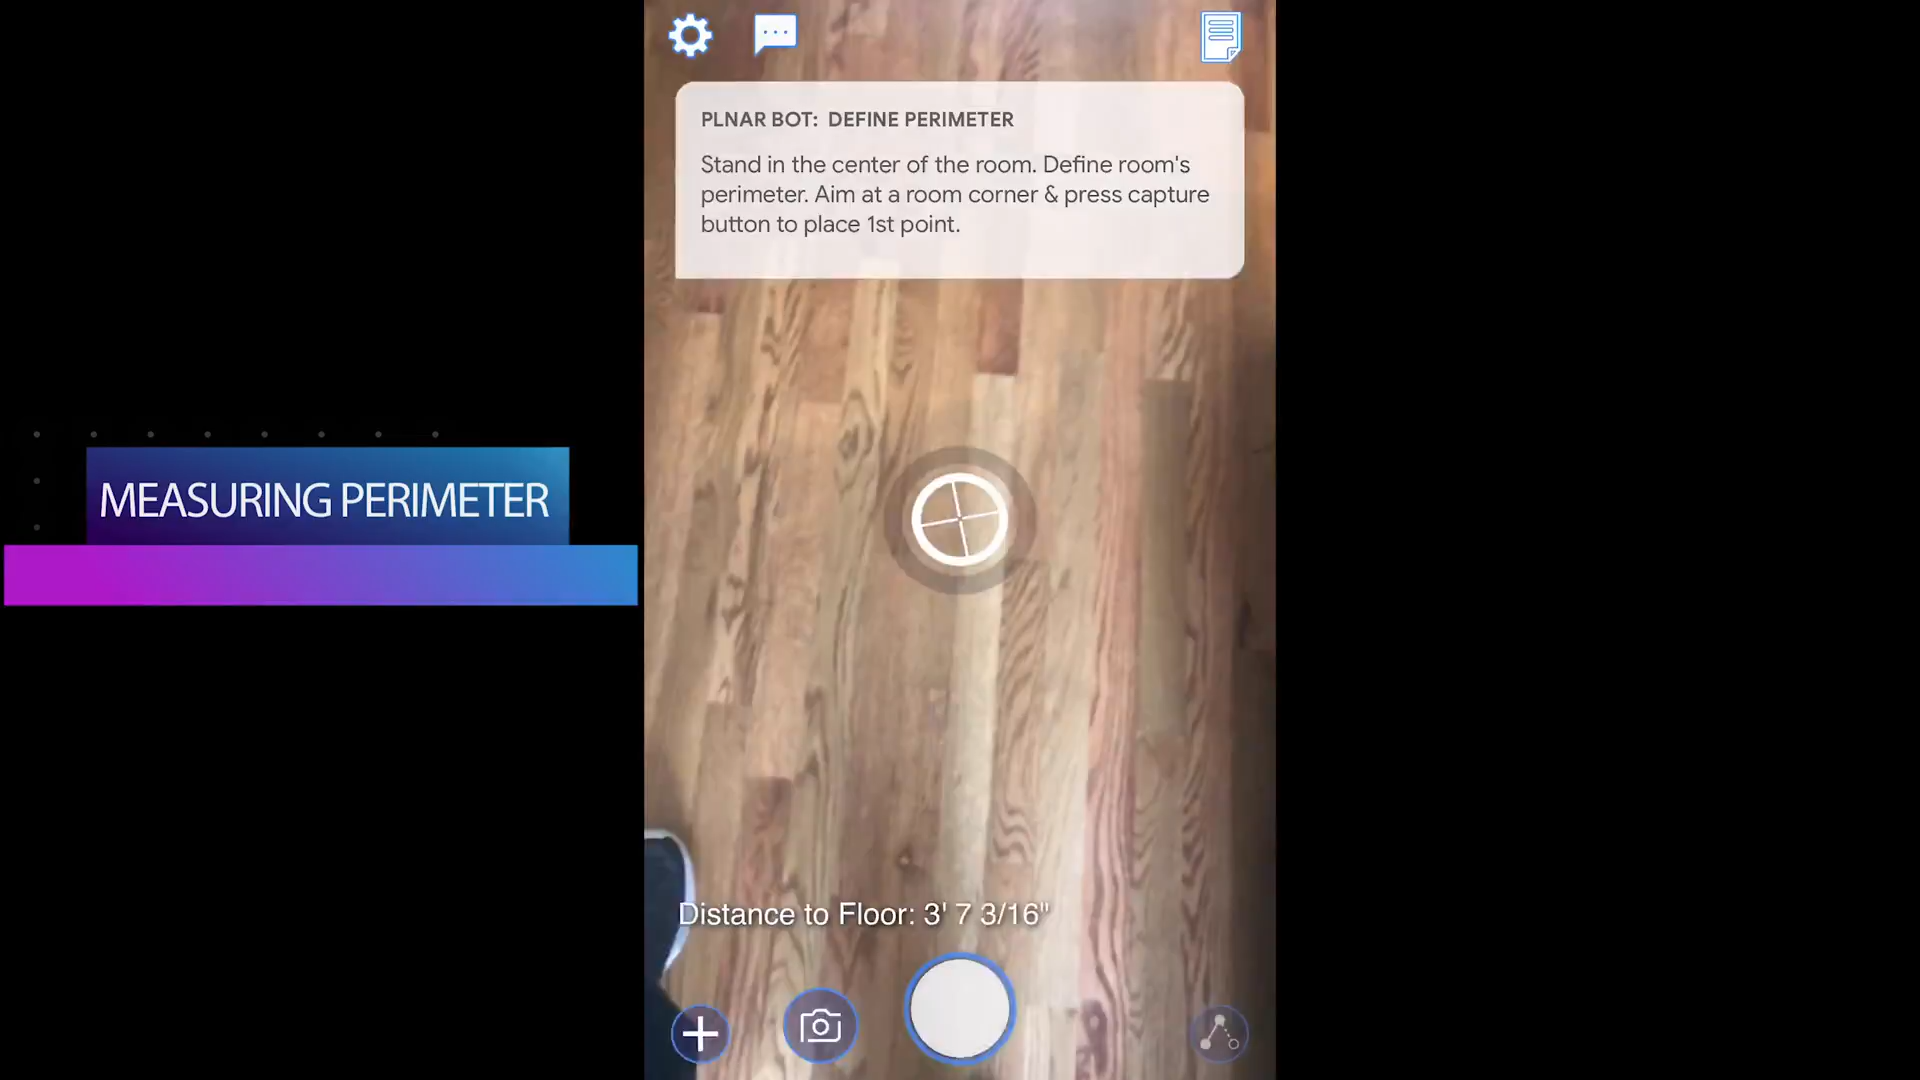 PLNAR BOT: DEFINE PERIMETER
Stand in the center of the room. Define room's
perimeter. Aim at a room corner & press capture
button to place 1st point.
MEASURING PERIMETER
Distance to Floor: 3' 7 3/16"